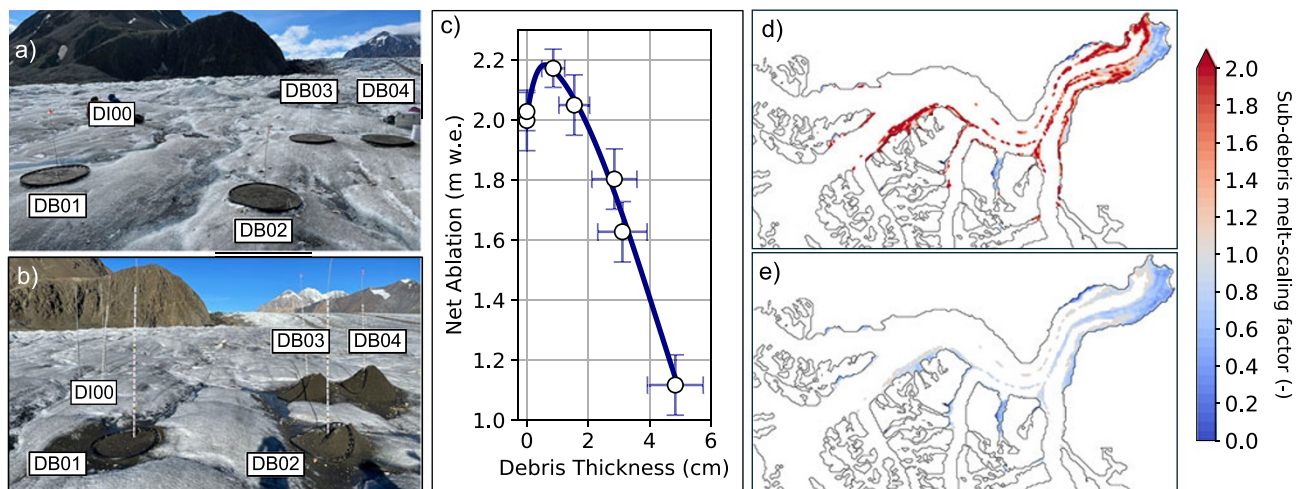 a)
DI00
DB03
DB04
DB01
DB02
b)
DB03
DB04
DI00
DB01
DB02
c)
Net Ablation (m w.e.)
2.2
2.0
1.8
1.6
1.4
1.2
1.0
0
2
4
6
Debris Thickness (cm)
d)
e)
2.0
1.8
1.6
1.4
1.2
1.0
0.8
0.6
0.4
0.2
0.0
Sub-debris melt-scaling factor (-)